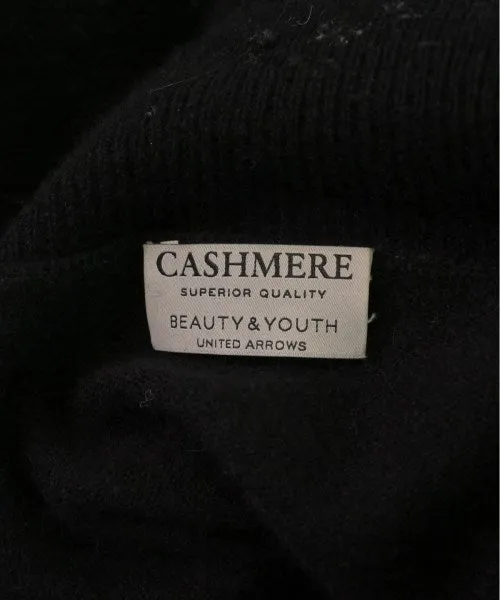 CASHMERE
SUPERIOR QUALITY
BEAUTY&YOUTH
UNITED ARROWS